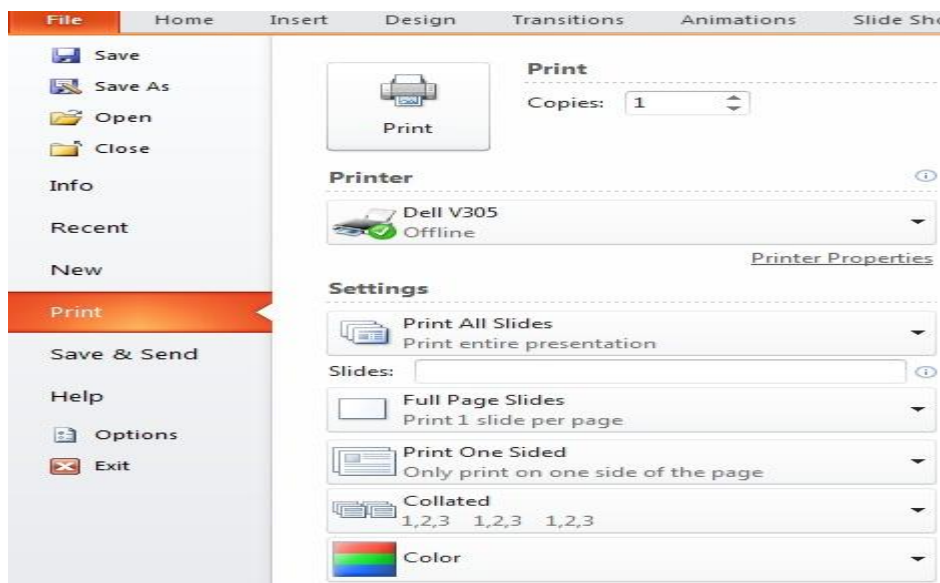 File Home Insert Design Transitions Animations Slide Sho
Save
Save As
Open
Close
Info
Recent
New
Print
Save & Send
Help
Options
Exit
Print
Print
Copies: 1
Printer
Dell V305
Offline
Printer Properties
Settings
Print All Slides
Print entire presentation
Slides:
Full Page Slides
Print 1 slide per page
Print One Sided
Only print on one side of the page
Collated
1,2,3 1,2,3 1,2,3
Color